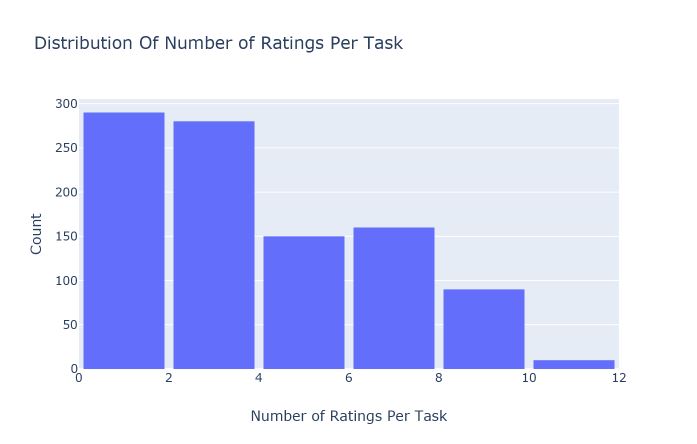 Distribution Of Number of Ratings Per Task
300
250
200
150
100
50
0
Count
0 2 4 6 8 10 12
Number of Ratings Per Task